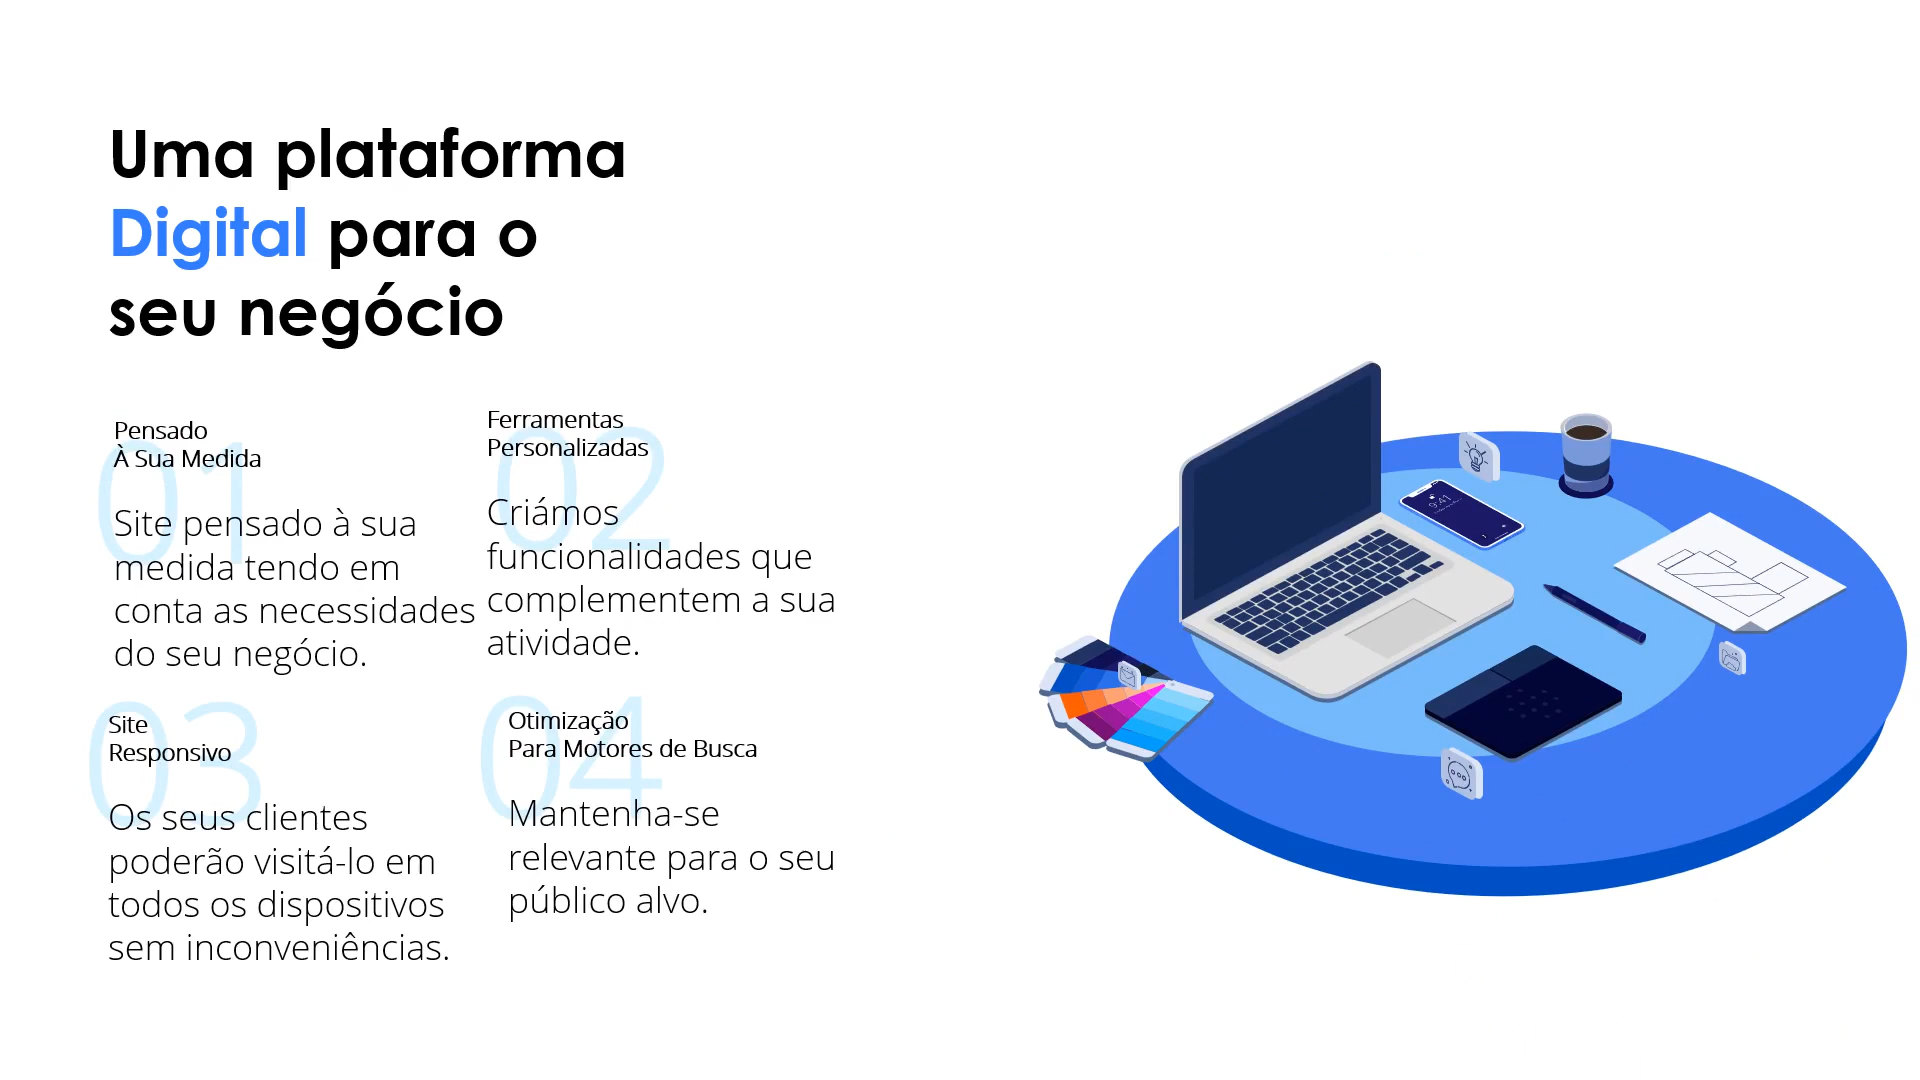 Uma plataforma
Digital para o
seu negócio
01
Pensado
À Sua Medida
Site pensado à sua
medida tendo em
conta as necessidades
do seu negócio.
02
Ferramentas
Personalizadas
Criámos
funcionalidades que
complementem a sua
atividade.
03
Site
Responsivo
Os seus clientes
poderão visitá-lo em
todos os dispositivos
sem inconveniências.
04
Otimização
Para Motores de Busca
Mantenha-se
relevante para o seu
público alvo.
9:41